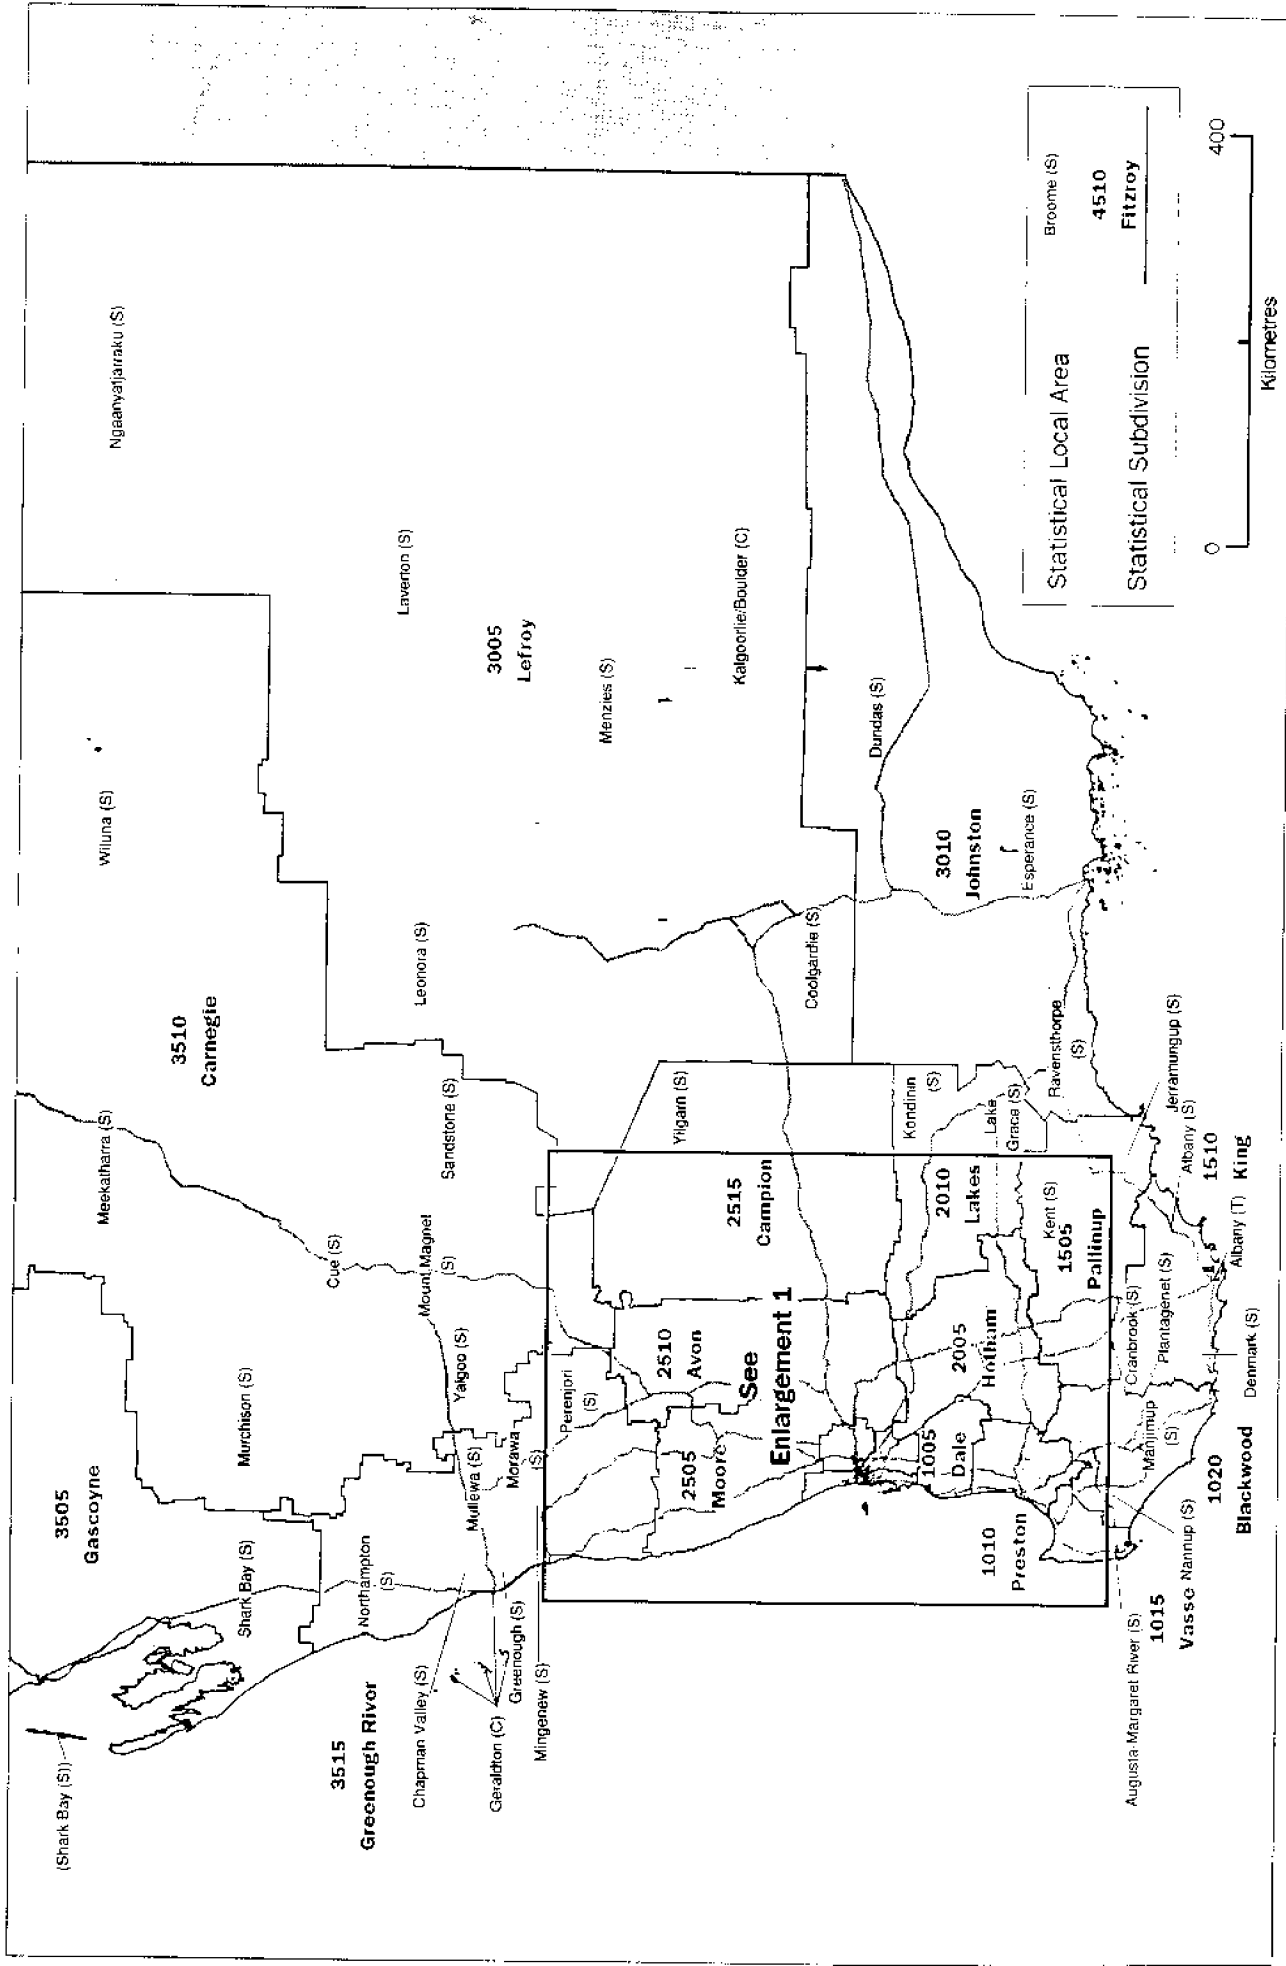 (Shark Bay (S))
3505
Gascoyne
Shark Bay (S)
Murchison (S)
Meekatharra (S)
3510
Carnegie
Wiluna (S)
Ngaanyatjarraku (S)
3515
Greenough River
Northampton
(S)
Cue (S)
Chapman Valley (S)
Geraldton (C)
Greenough (S)
Mingenew (S)
Mullewa (S)
Morawa
(S)
Yalgoo (S)
Mount Magnet
(S)
Sandstone (S)
Leonora (S)
Laverton (S)
3005
Lefroy
Menzies (S)
Kalgoorlie/Boulder (C)
Perenjori
(S)
2510
Avon
2505
Moore
See
Enlargement 1
2515
Campion
Yilgarn (S)
Coolgardie (S)
Dundas (S)
3010
Johnston
Esperance (S)
Kondinin
(S)
2010
Lakes
Lake
Grace (S)
Ravensthorpe
(S)
1005
Dale
2005
Hotham
1010
Preston
Kent (S)
1505
Pallinup
Jerramungup (S)
Albany (S)
1510
King
Albany (T)
Cranbrook (S)
Plantagenet (S)
Denmark (S)
Manjimup
(S)
1020
Blackwood
Nannup (S)
Augusta-Margaret River (S)
1015
Vasse
Statistical Local Area
Broome (S)
Statistical Subdivision
4510
Fitzroy
0
400
Kilometres